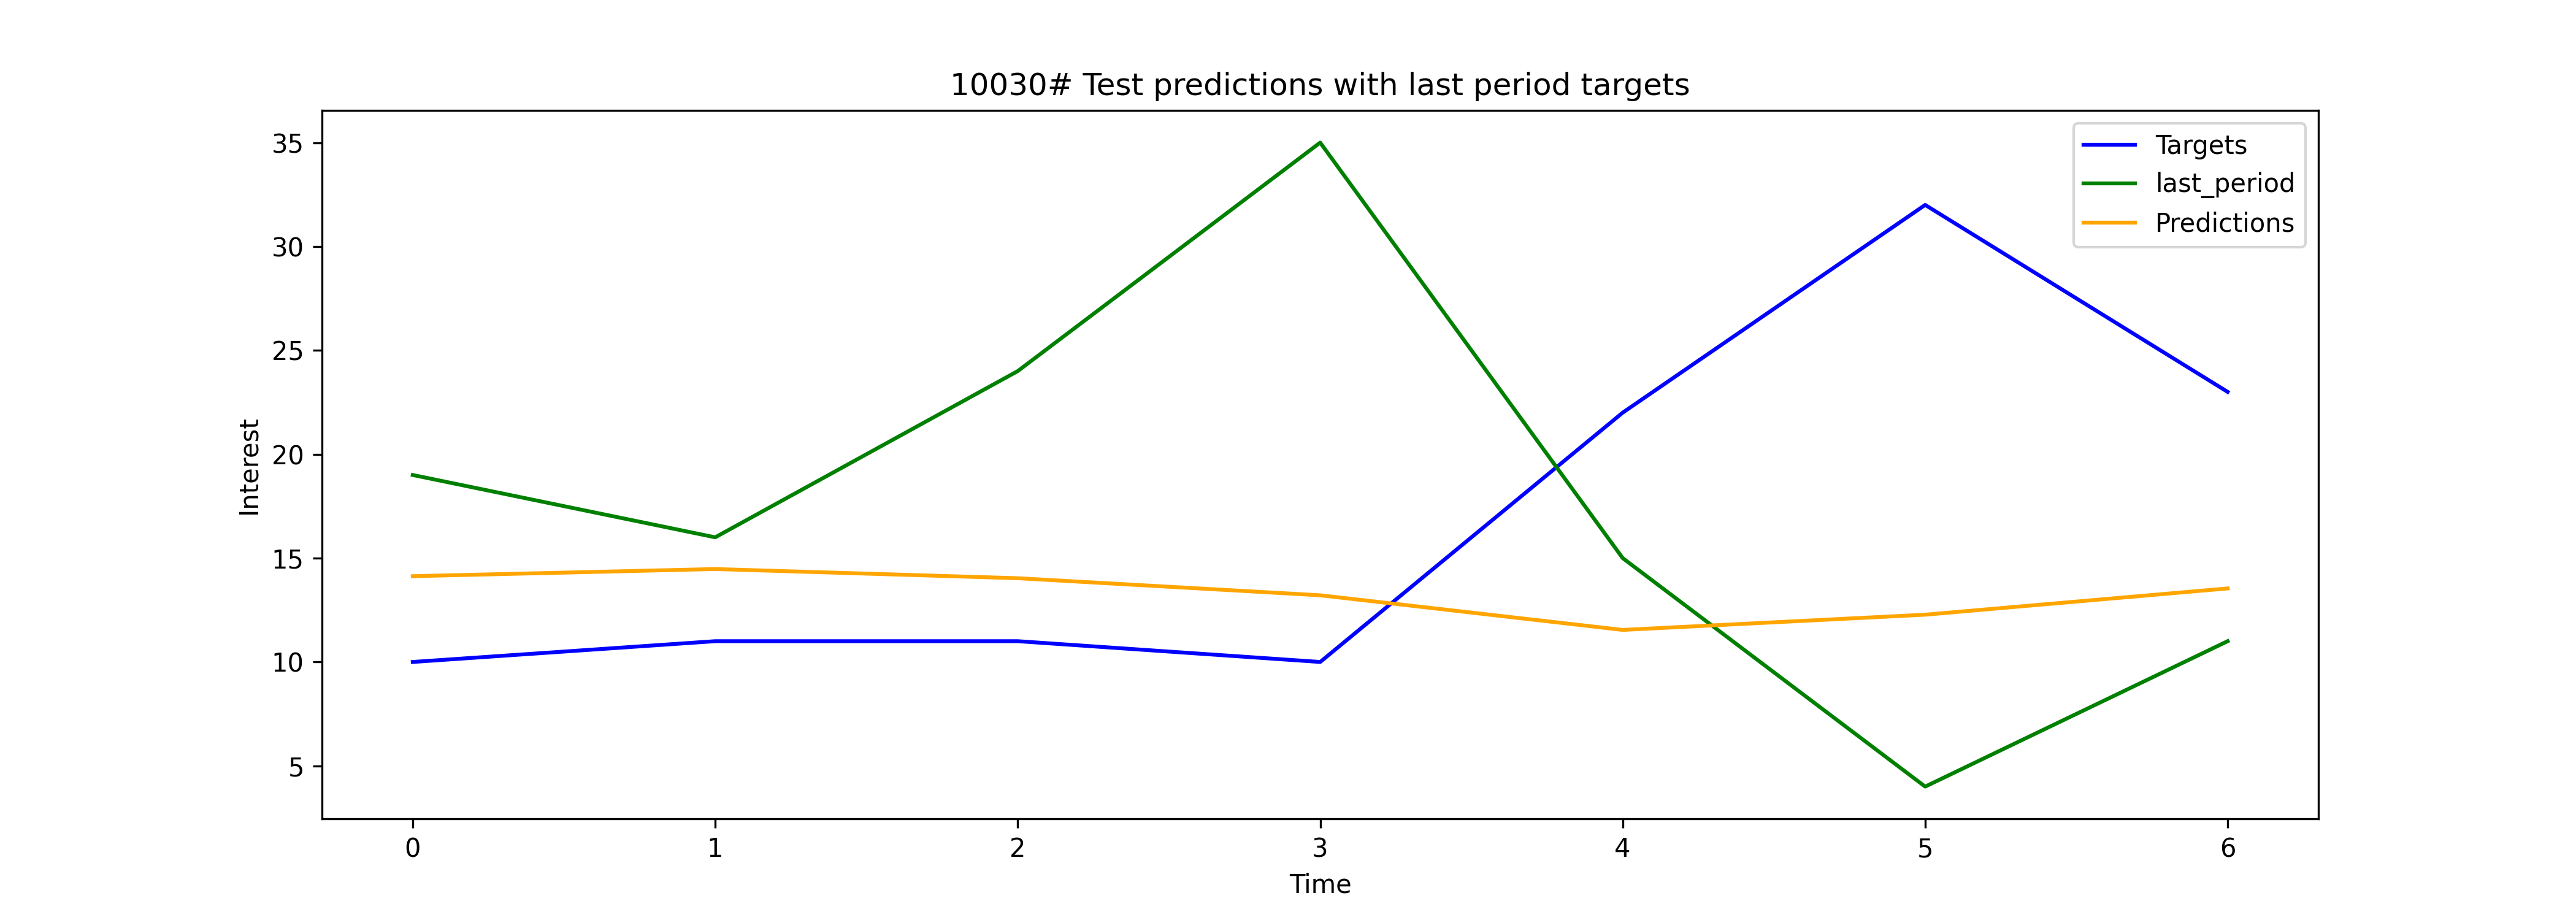 10030# Test predictions with last period targets
Targets
last_period
Predictions
35
30
25
20
15
10
5
Interest
0 1 2 3 4 5 6
Time